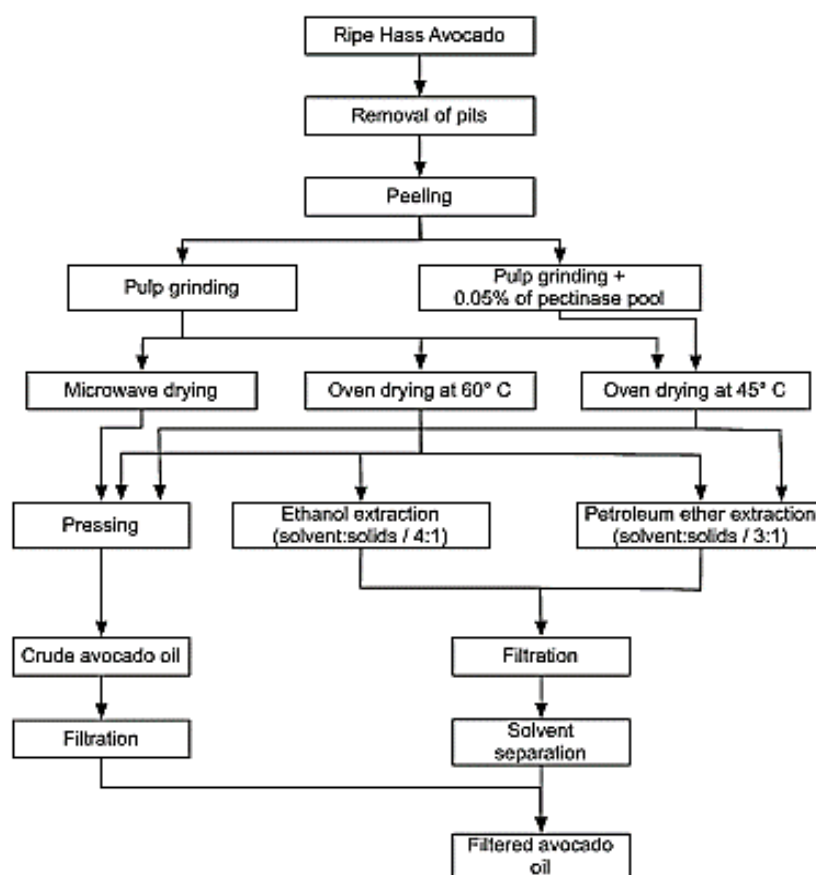 Ripe Hass Avocado
Removal of pils
Peeling
Pulp grinding
Pulp grinding +
0.05% of pectinase pool
Microwave drying
Oven drying at 60° C
Oven drying at 45° C
Pressing
Ethanol extraction
(solvent:solids / 4:1)
Petroleum ether extraction
(solvent:solids / 3:1)
Crude avocado oil
Filtration
Filtration
Solvent
separation
Filtered avocado
oil